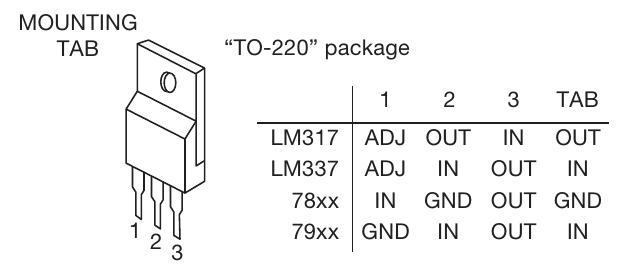 MOUNTING
TAB
“TO-220” package
1 2 3 TAB
LM317 ADJ OUT IN OUT
LM337 ADJ IN OUT IN
78xx IN GND OUT GND
79xx GND IN OUT IN
1
2
3